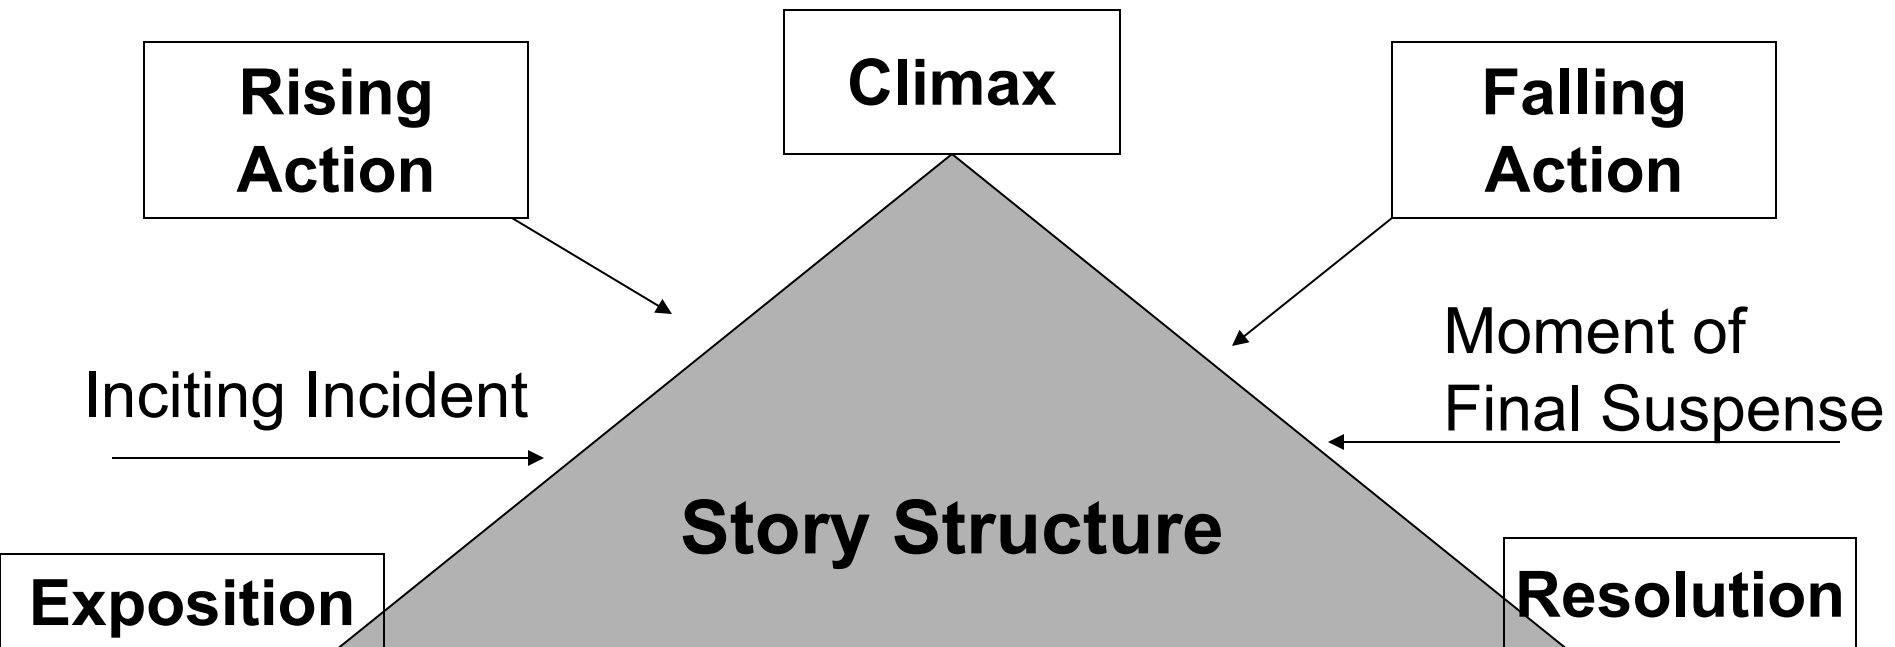 Climax
Rising
Action
Falling
Action
Inciting Incident
Moment of
Final Suspense
Story Structure
Exposition
Resolution